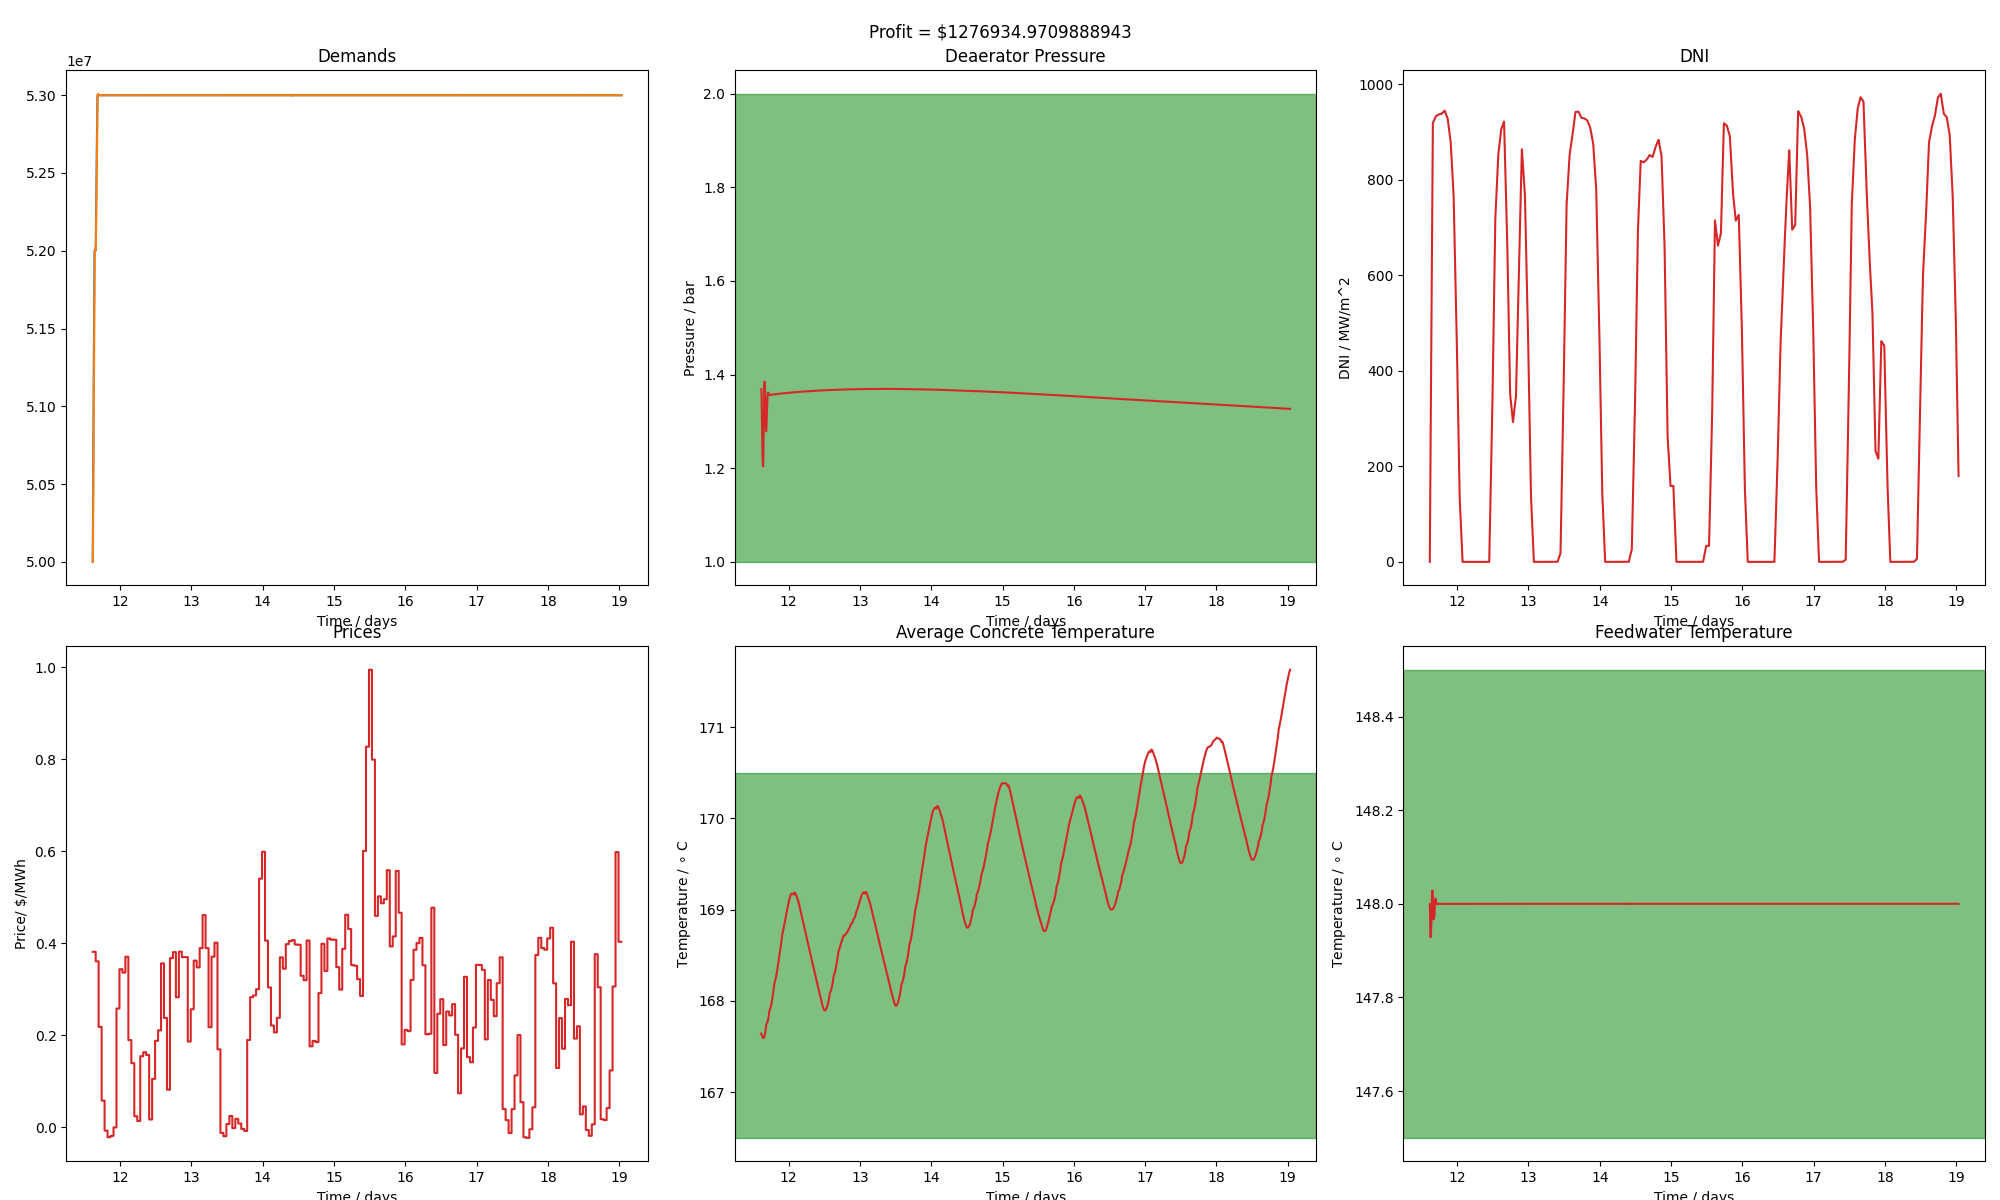 Profit = $1276934.9709888943
Demands
1e7
5.30
5.25
5.20
5.15
5.10
5.05
5.00
12 13 14 15 16 17 18 19
Time / days
Deaerator Pressure
Pressure / bar
2.0
1.8
1.6
1.4
1.2
1.0
12 13 14 15 16 17 18 19
Time / days
DNI
DNI / MW/m^2
1000
800
600
400
200
0
12 13 14 15 16 17 18 19
Time / days
Prices
Price/ $/MWh
1.0
0.8
0.6
0.4
0.2
0.0
12 13 14 15 16 17 18 19
Time / days
Average Concrete Temperature
Temperature / ∘ C
171
170
169
168
167
12 13 14 15 16 17 18 19
Time / days
Feedwater Temperature
Temperature / ∘ C
148.4
148.2
148.0
147.8
147.6
12 13 14 15 16 17 18 19
Time / days